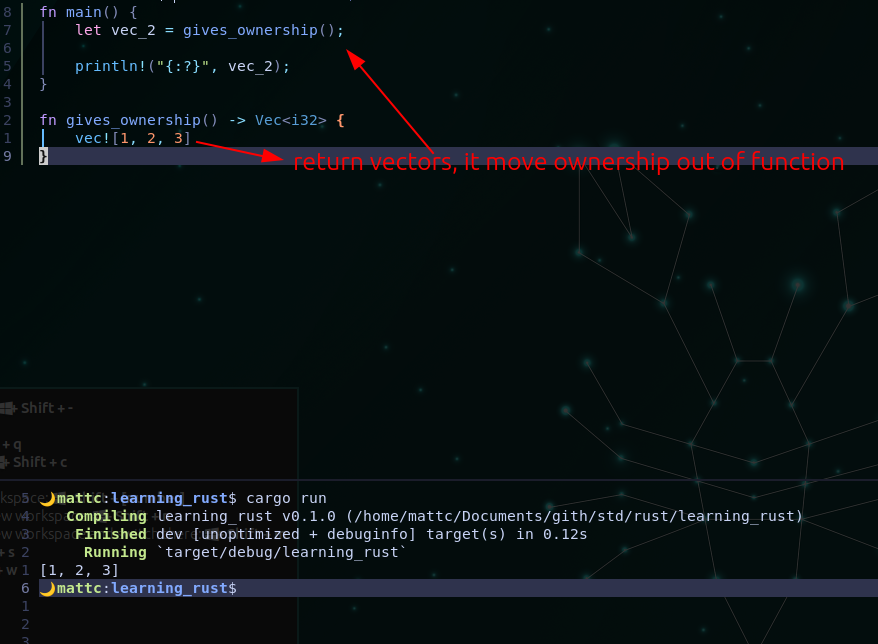 8 fn main() {
7     let vec_2 = gives_ownership();
6
5     println!("{:?}", vec_2);
4 }
3
2 fn gives_ownership() -> Vec<i32> {
1     vec![1, 2, 3]
9 }
return vectors, it move ownership out of function
+ Shift + -
+ q
+ Shift + c
5 🌙mattc:learning_rust$ cargo run
4    Compiling learning_rust v0.1.0 (/home/mattc/Documents/gith/std/rust/learning_rust)
3     Finished dev [unoptimized + debuginfo] target(s) in 0.12s
+ s 2      Running `target/debug/learning_rust`
- w 1 [1, 2, 3]
6 🌙mattc:learning_rust$
1
2
3